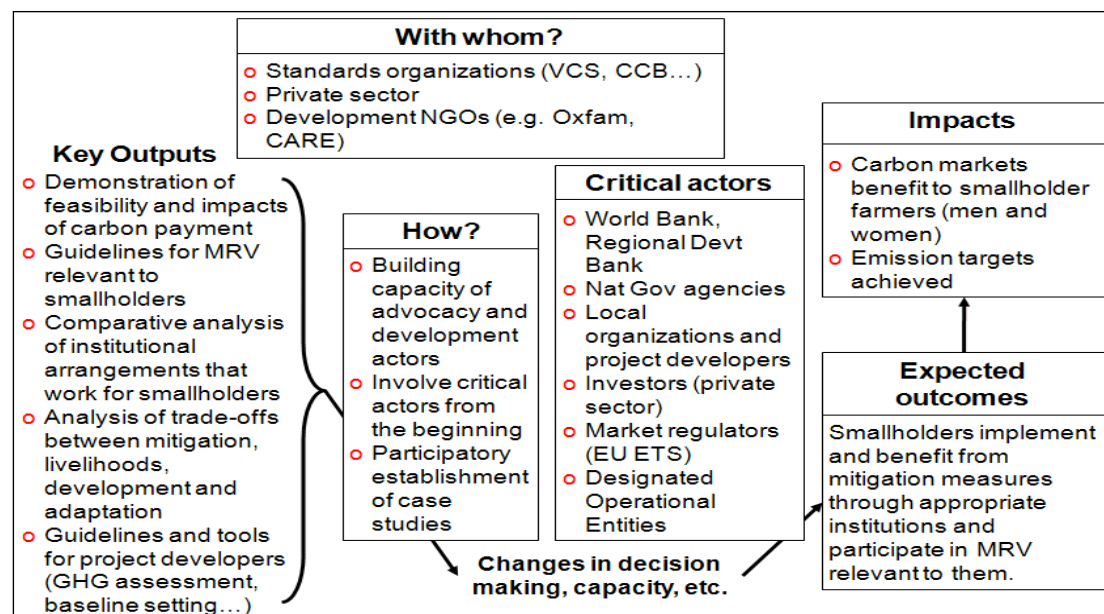 With whom?
o Standards organizations (VCS, CCB…)
o Private sector
o Development NGOs (e.g. Oxfam,
CARE)
Key Outputs
o Demonstration of
feasibility and impacts
of carbon payment
o Guidelines for MRV
relevant to
smallholders
o Comparative analysis
of institutional
arrangements that
work for smallholders
o Analysis of trade-offs
between mitigation,
livelihoods,
development and
adaptation
o Guidelines and tools
for project developers
(GHG assessment,
baseline setting…)
How?
o Building
capacity of
advocacy and
development
actors
o Involve critical
actors from
the beginning
o Participatory
establishment
of case
studies
Critical actors
o World Bank,
Regional Devt
Bank
o Nat Gov agencies
o Local
organizations and
project developers
o Investors (private
sector)
o Market regulators
(EU ETS)
o Designated
Operational
Entities
Changes in decision
making, capacity, etc.
Impacts
o Carbon markets
benefit to smallholder
farmers (men and
women)
o Emission targets
achieved
Expected
outcomes
Smallholders implement
and benefit from
mitigation measures
through appropriate
institutions and
participate in MRV
relevant to them.